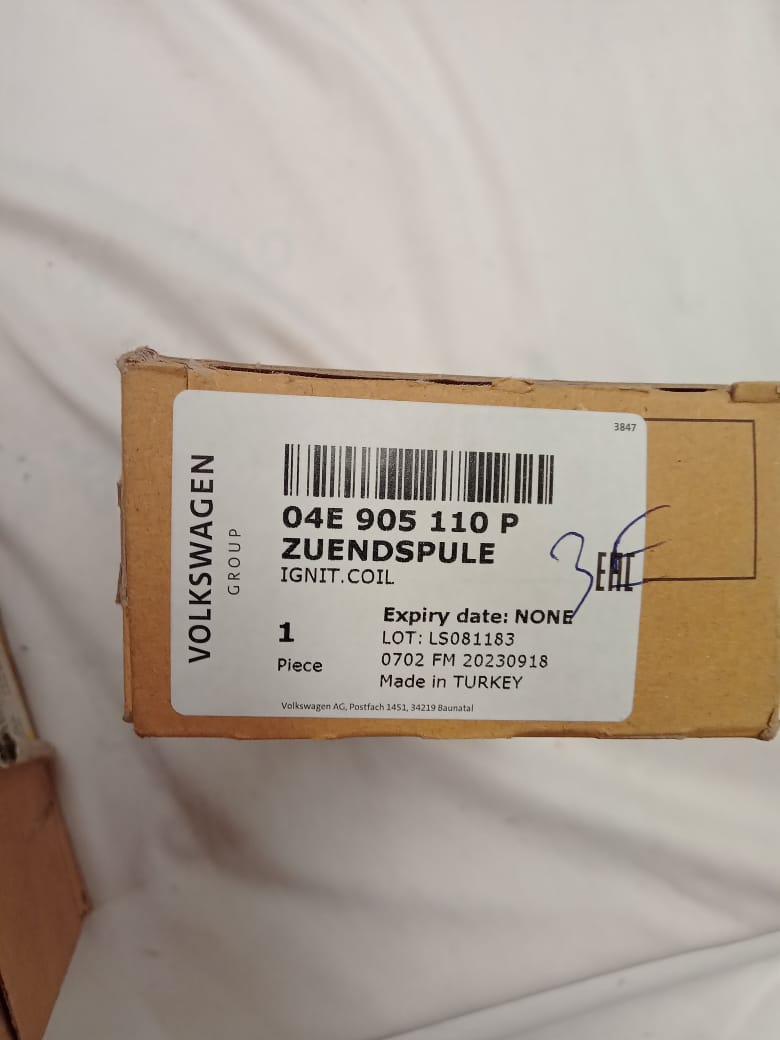 3847
VOLKSWAGEN
GROUP
04E 905 110 P
ZUENDSPULE
IGNIT.COIL
3
EAC
Expiry date: NONE
1
Piece
LOT: LS081183
0702 FM 20230918
Made in TURKEY
Volkswagen AG, Postfach 1451, 34219 Baunatal